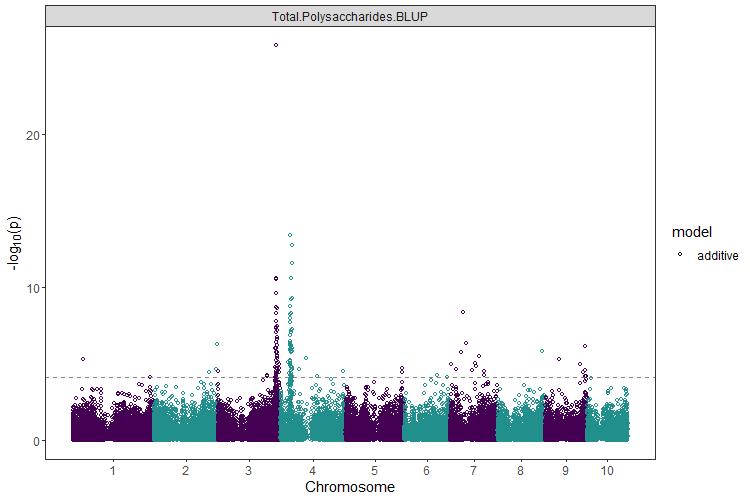 Total.Polysaccharides.BLUP
20
10
0
-log10(p)
1 2 3 4 5 6 7 8 9 10
Chromosome
model
additive